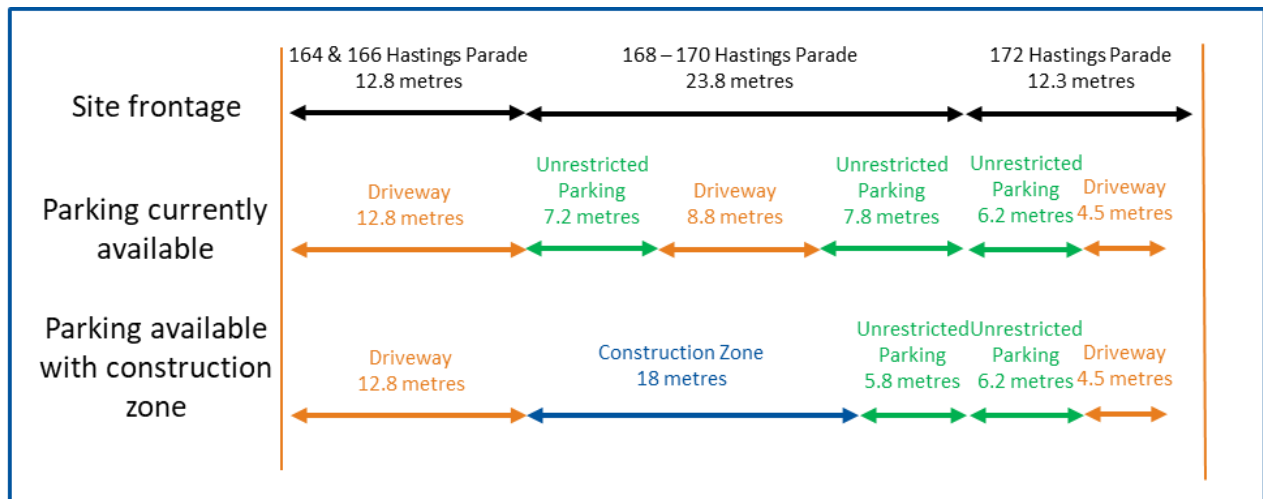 164 & 166 Hastings Parade
12.8 metres
168 – 170 Hastings Parade
23.8 metres
172 Hastings Parade
12.3 metres
Site frontage
Parking currently
available
Driveway
12.8 metres
Unrestricted
Parking
7.2 metres
Driveway
8.8 metres
Unrestricted
Parking
7.8 metres
Unrestricted
Parking
6.2 metres
Driveway
4.5 metres
Parking available
with construction
zone
Driveway
12.8 metres
Construction Zone
18 metres
Unrestricted
Parking
5.8 metres
Unrestricted
Parking
6.2 metres
Driveway
4.5 metres